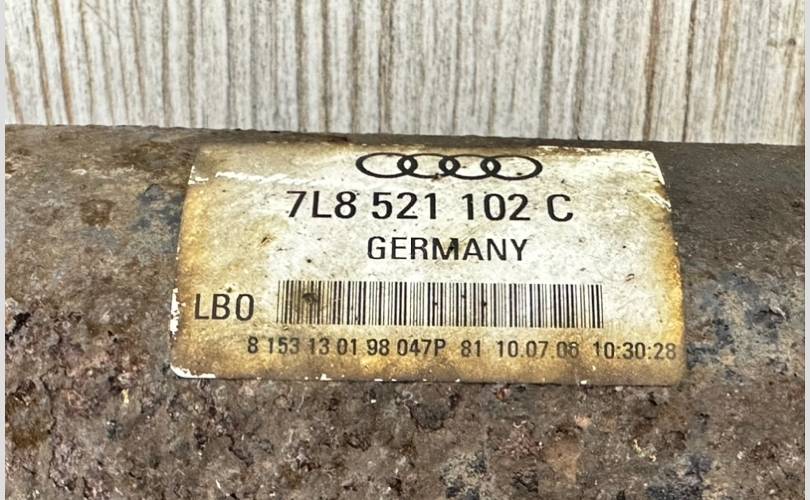 7L8 521 102 C
GERMANY
LBO
8 153 13 01 98 047P 81 10.07.06 10:30:28